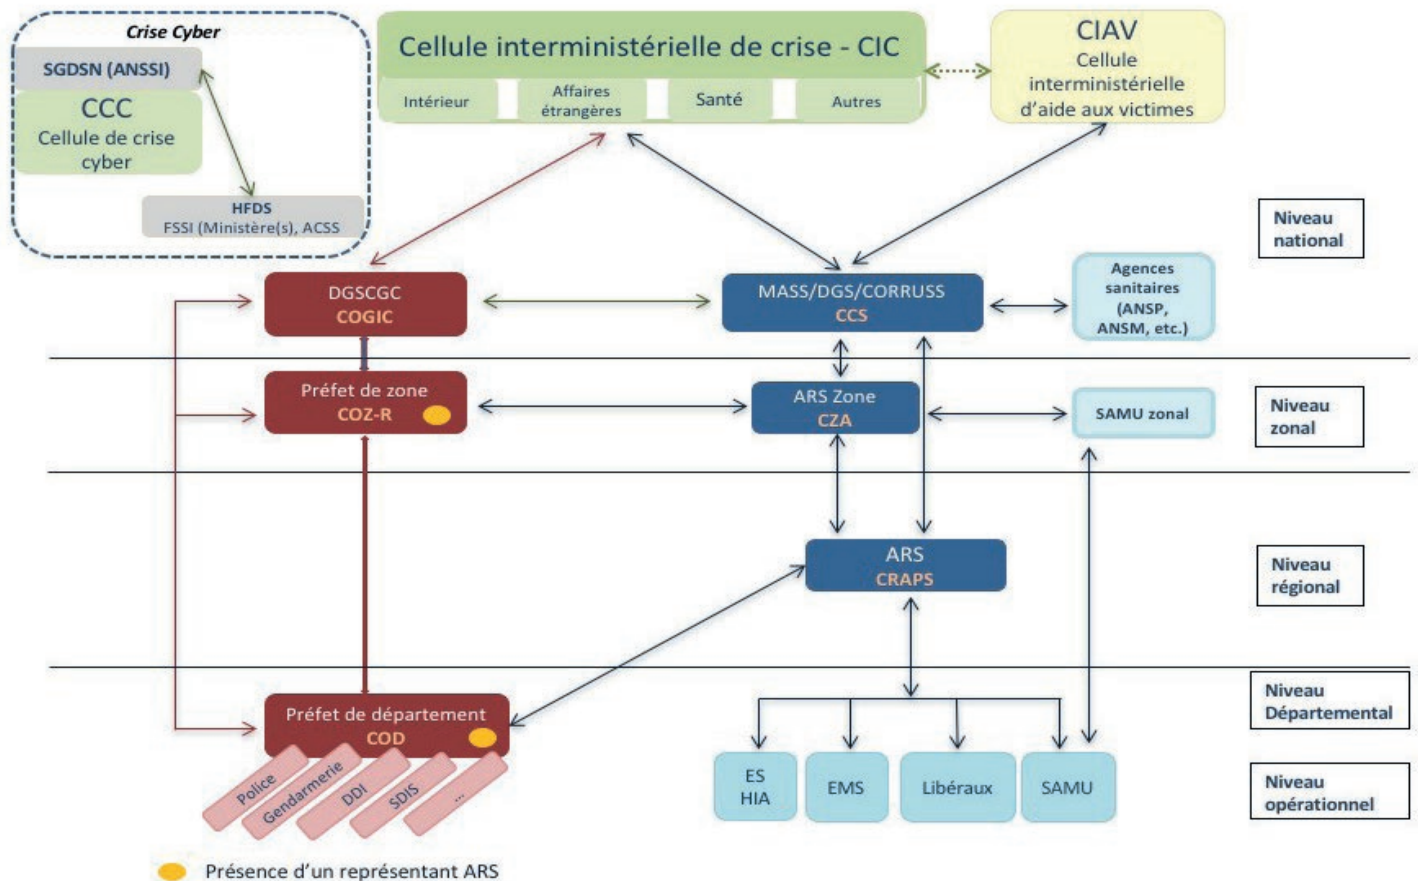 Crise Cyber
SGDSN (ANSSI)
CCC
Cellule de crise
cyber
HFDS
FSSI (Ministère(s), ACSS
Cellule interministérielle de crise - CIC
Intérieur
Affaires
étrangères
Santé
Autres
CIAV
Cellule
interministérielle
d'aide aux victimes
Niveau
national
DGSCGC
COGIC
MASS/DGS/CORRUSS
CCS
Agences
sanitaires
(ANSP,
ANSM, etc.)
Préfet de zone
COZ-R
ARS Zone
CZA
SAMU zonal
Niveau
zonal
ARS
CRAPS
Niveau
régional
Préfet de département
COD
Niveau
Départemental
Police
Gendarmerie
DDI
SDIS
...
ES
HIA
EMS
Libéraux
SAMU
Niveau
opérationnel
Présence d'un représentant ARS